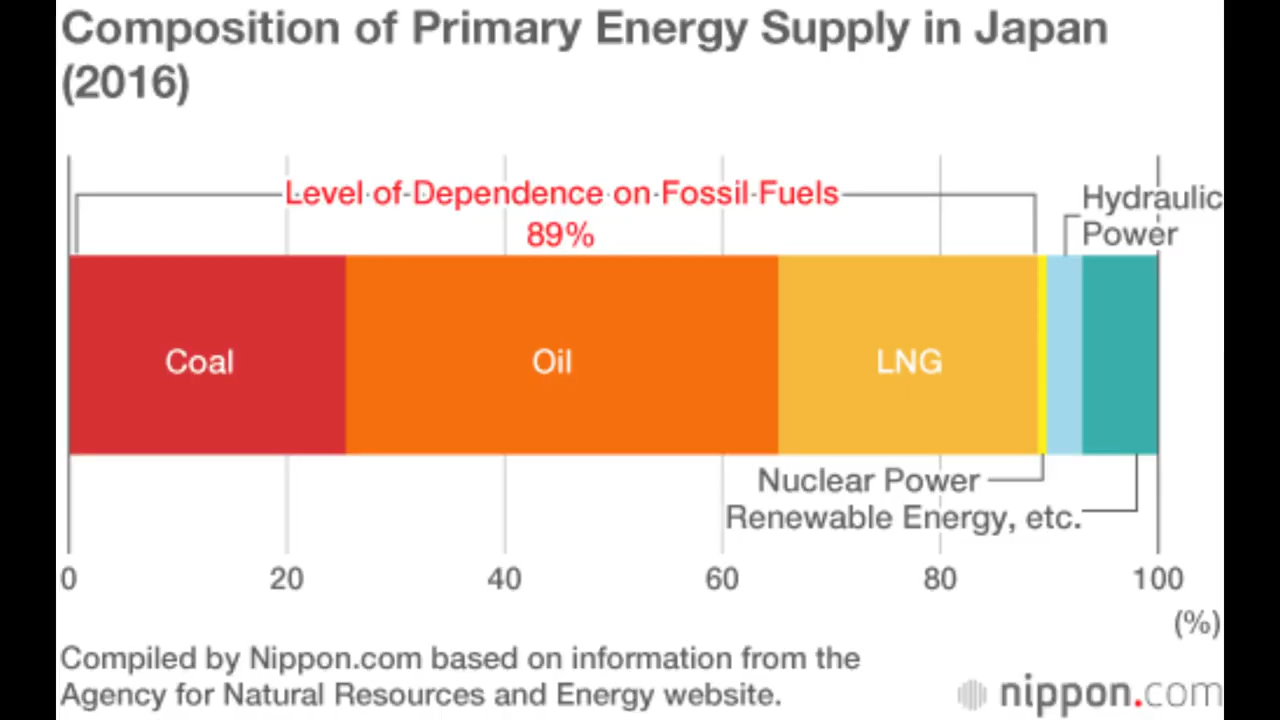 Composition of Primary Energy Supply in Japan
(2016)
Level of Dependence on Fossil Fuels
89%
Hydraulic
Power
Coal
Oil
LNG
Nuclear Power
Renewable Energy, etc.
0 20 40 60 80 100
(%)
Compiled by Nippon.com based on information from the
Agency for Natural Resources and Energy website.
nippon.com